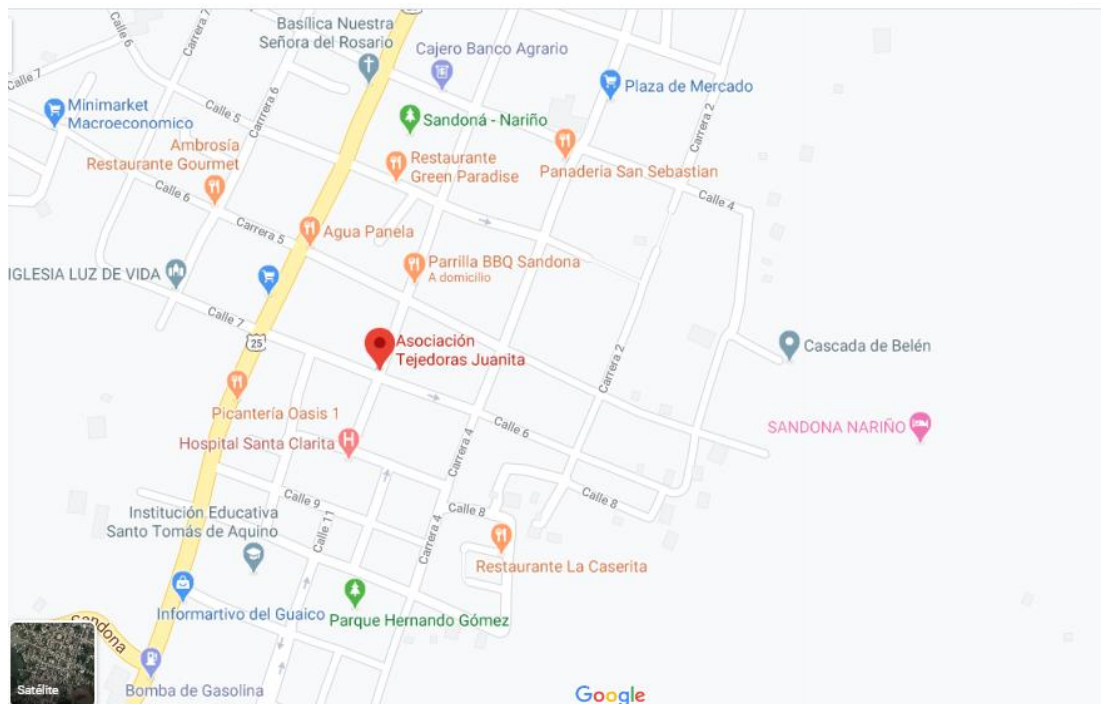 Calle 6
Carrera 7
25
Basílica Nuestra
Señora del Rosario
Cajero Banco Agrario
Calle 7
Minimarket
Macroeconomico
Calle 5
Carrrera 6
Sandoná - Nariño
Plaza de Mercado
Carrera 2
Ambrosía
Restaurante Gourmet
Restaurante
Green Paradise
Panaderia San Sebastian
Calle 6
Carrera 5
Agua Panela
Calle 4
IGLESIA LUZ DE VIDA
Parrilla BBQ Sandona
A domicilio
Calle 7
25
Asociación
Tejedoras Juanita
Carrera 2
Cascada de Belén
Picantería Oasis 1
Hospital Santa Clarita
Carrera 4
Calle 6
SANDONA NARIÑO
Calle 9
Calle 8
Calle 8
Institución Educativa
Santo Tomás de Aquino
Calle 11
Carrera 4
Restaurante La Caserita
Informartivo del Guaico
Parque Hernando Gómez
Sandona
Satélite
Bomba de Gasolina
Google